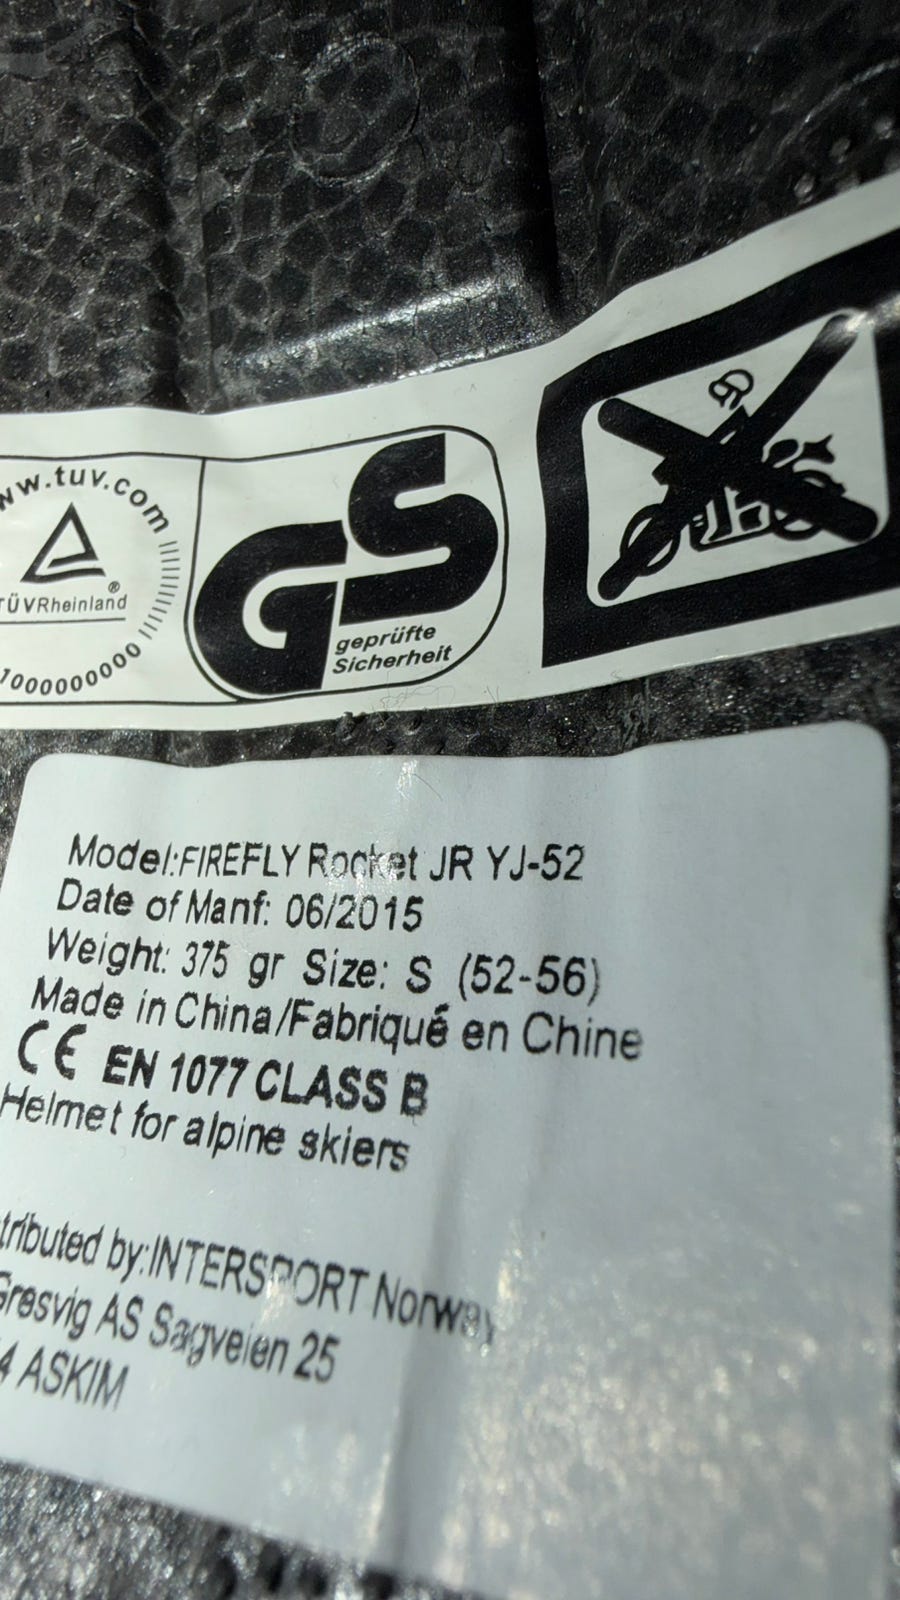 www.tuv.com
TÜVRheinland®
1000000000
GS
geprüfte
Sicherheit
Model:FIREFLY Rocket JR YJ-52
Date of Manf: 06/2015
Weight: 375 gr Size: S (52-56)
Made in China/Fabriqué en Chine
CE EN 1077 CLASS B
Helmet for alpine skiers
tributed by:INTERSPORT Norway
Gresvig AS Sagveien 25
4 ASKIM